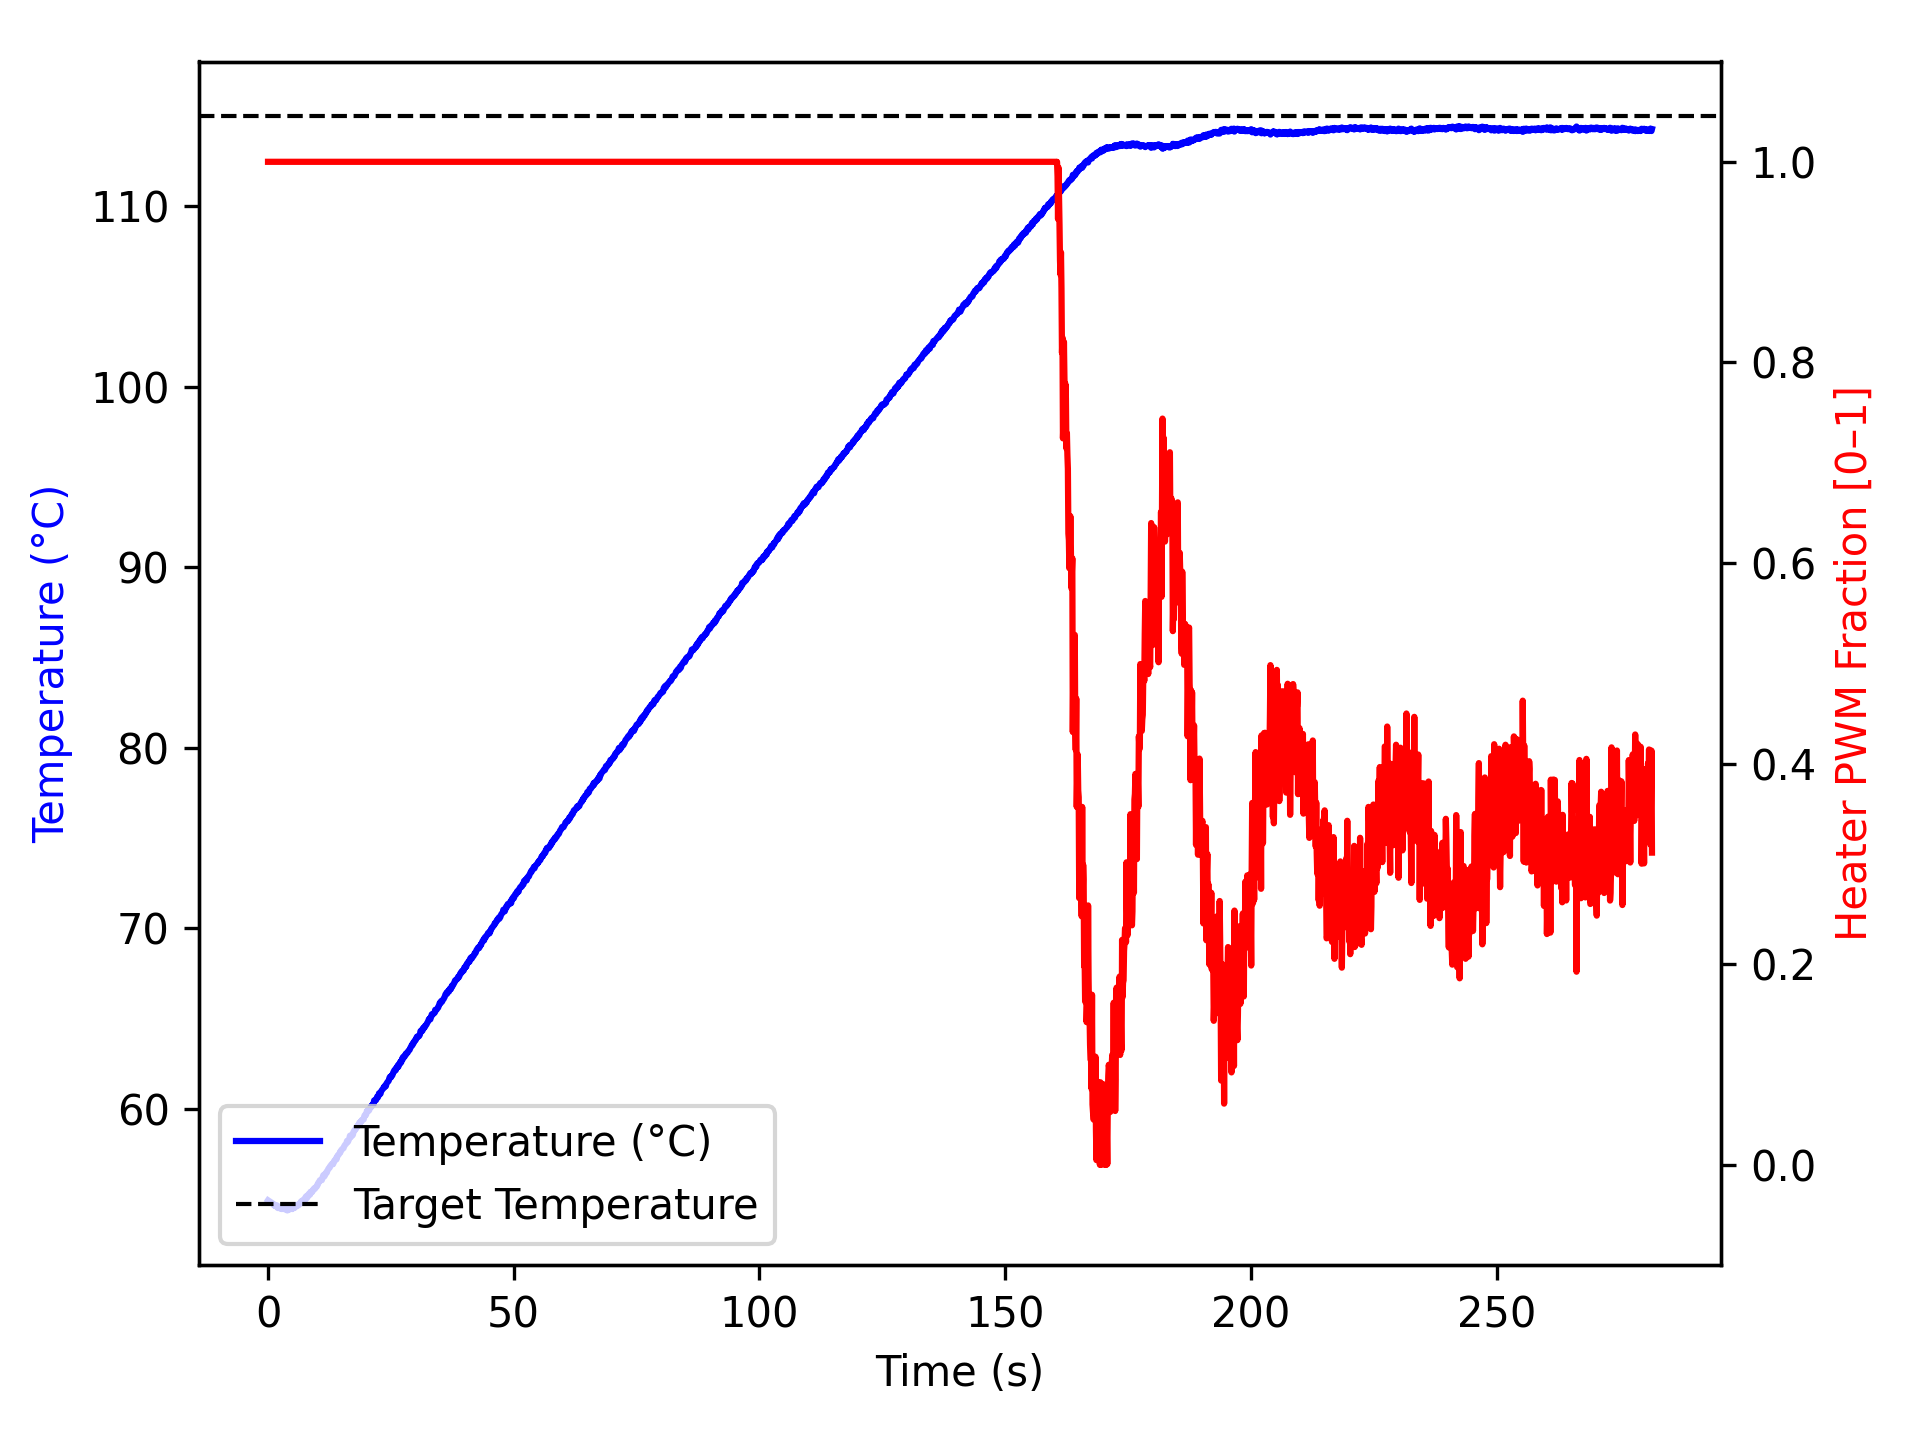 110
100
90
80
70
60
Temperature (°C)
1.0
0.8
0.6
0.4
0.2
0.0
Heater PWM Fraction [0–1]
Temperature (°C)
Target Temperature
0 50 100 150 200 250
Time (s)